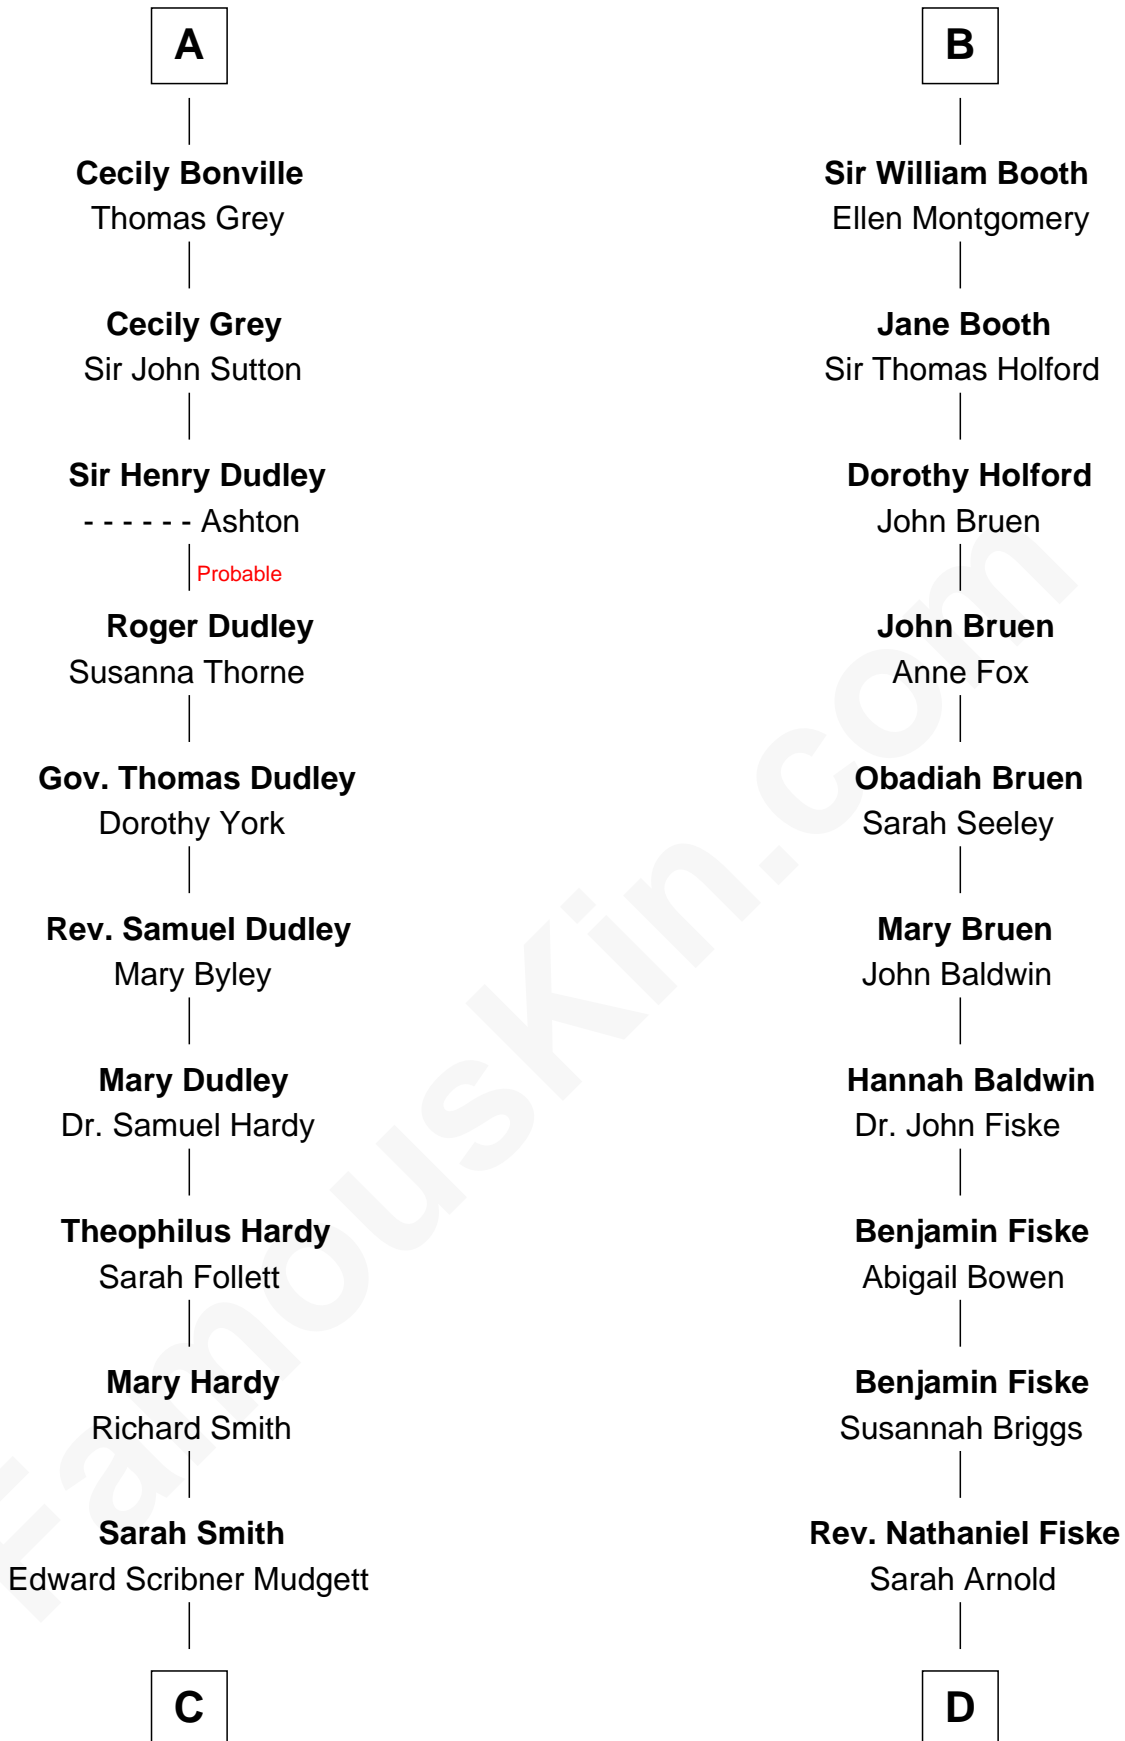 A
Cecily Bonville
Thomas Grey
Cecily Grey
Sir John Sutton
Sir Henry Dudley
- - - - - - Ashton
Probable
Roger Dudley
Susanna Thorne
Gov. Thomas Dudley
Dorothy York
Rev. Samuel Dudley
Mary Byley
Mary Dudley
Dr. Samuel Hardy
Theophilus Hardy
Sarah Follett
Mary Hardy
Richard Smith
Sarah Smith
Edward Scribner Mudgett
C
B
Sir William Booth
Ellen Montgomery
Jane Booth
Sir Thomas Holford
Dorothy Holford
John Bruen
John Bruen
Anne Fox
Obadiah Bruen
Sarah Seeley
Mary Bruen
John Baldwin
Hannah Baldwin
Dr. John Fiske
Benjamin Fiske
Abigail Bowen
Benjamin Fiske
Susannah Briggs
Rev. Nathaniel Fiske
Sarah Arnold
D
FamousKin.com